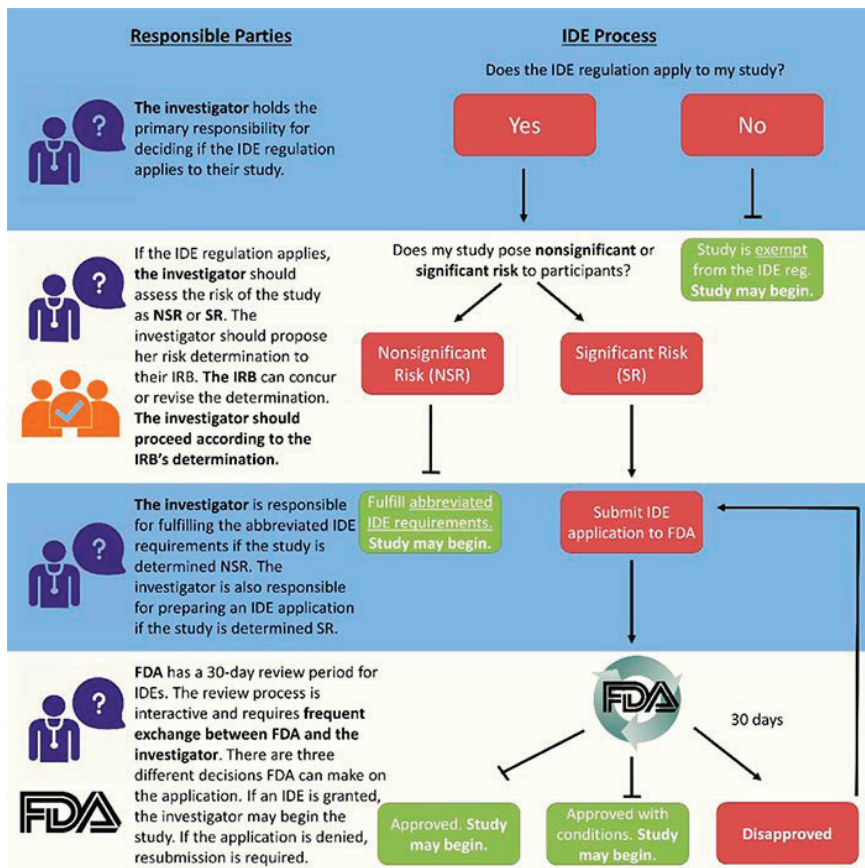 Responsible Parties
IDE Process
Does the IDE regulation apply to my study?
The investigator holds the
primary responsibility for
deciding if the IDE regulation
applies to their study.
?
Yes
No
If the IDE regulation applies,
the investigator should
assess the risk of the study
as NSR or SR. The
investigator should propose
her risk determination to
their IRB. The IRB can concur
or revise the determination.
The investigator should
proceed according to the
IRB's determination.
?
Does my study pose nonsignificant or
significant risk to participants?
Study is exempt
from the IDE reg.
Study may begin.
Nonsignificant
Risk (NSR)
Significant Risk
(SR)
The investigator is responsible
for fulfilling the abbreviated IDE
requirements if the study is
determined NSR. The
investigator is also responsible
for preparing an IDE application
if the study is determined SR.
?
Fulfill abbreviated
IDE requirements.
Study may begin.
Submit IDE
application to FDA
FDA has a 30-day review period for
IDEs. The review process is
interactive and requires frequent
exchange between FDA and the
investigator. There are three
different decisions FDA can make on
the application. If an IDE is granted,
the investigator may begin the
study. If the application is denied,
resubmission is required.
?
FDA
FDA
30 days
Approved. Study
may begin.
Approved with
conditions. Study
may begin.
Disapproved